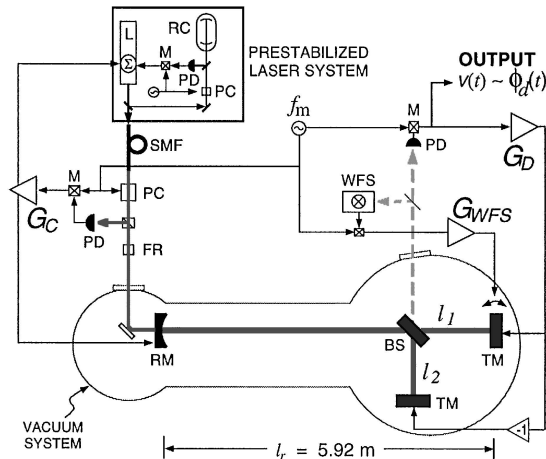 RC
L
M
Σ
PD
PC
PRESTABILIZED
LASER SYSTEM
OUTPUT
v(t) ~ ϕd(t)
fm
M
PD
GD
SMF
WFS
GWFS
M
PC
GC
PD
FR
RM
BS
l1
TM
l2
TM
-1
VACUUM
SYSTEM
lr = 5.92 m